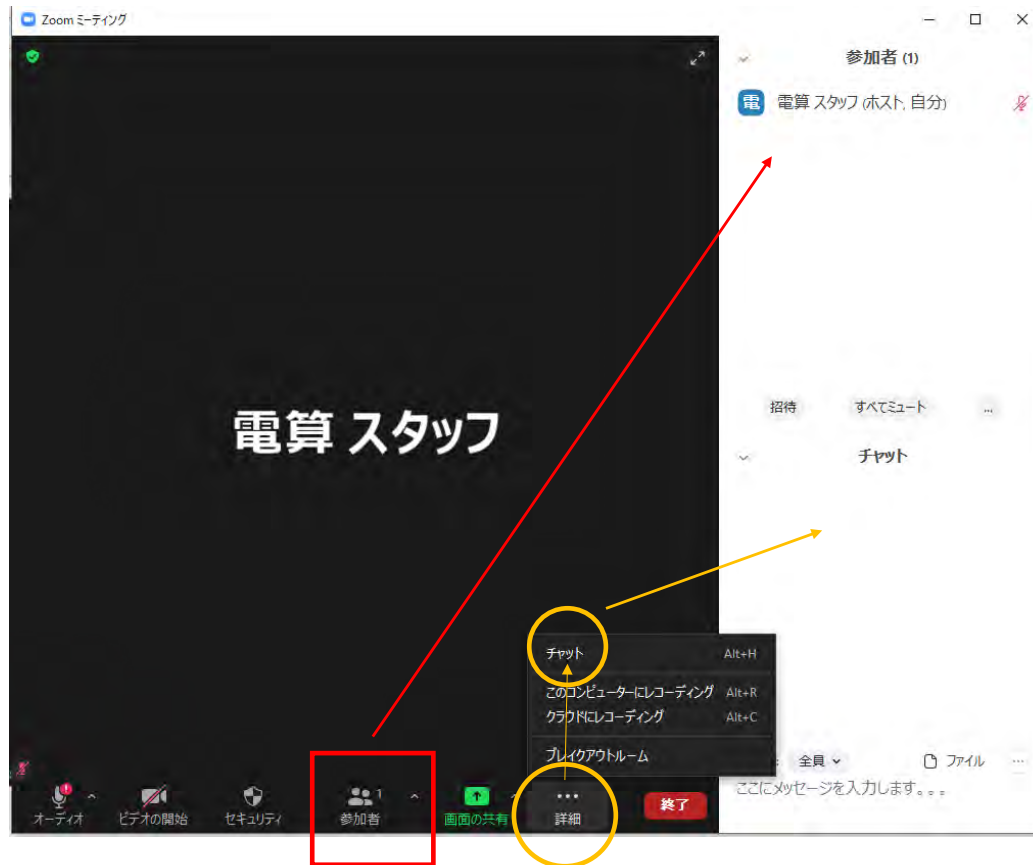 Zoom ミーティング
参加者 (1)
電 電算 スタッフ (ホスト, 自分)
電算 スタッフ
招待 すべてミュート ...
チャット
チャット Alt+H
このコンピューターにレコーディング Alt+R
クラウドにレコーディング Alt+C
ブレイクアウトルーム
全員 ファイル ...
ここにメッセージを入力します。。。
1
オーディオ ビデオの開始 セキュリティ 参加者 画面の共有 詳細 終了